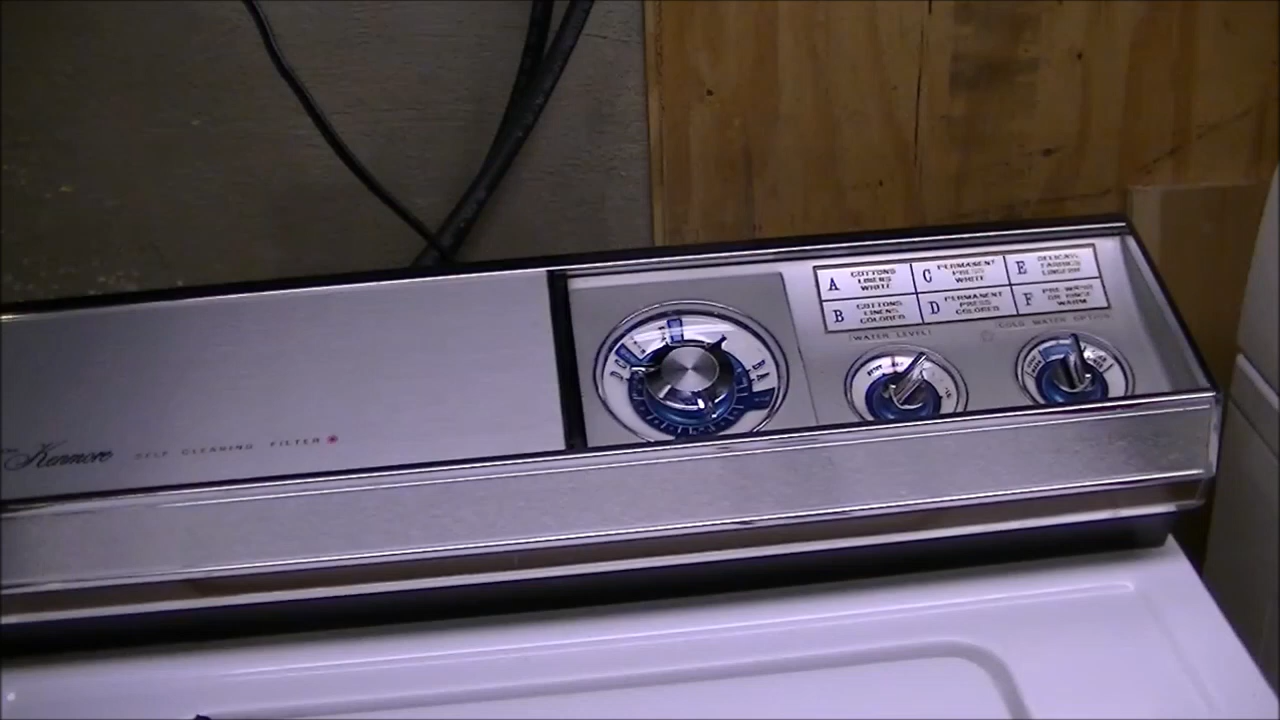 Kenmore SELF CLEANING FILTER
A COTTONS LINENS WHITE
C PERMANENT PRESS WHITE
E DELICATE FABRICS LINGERIE
B COTTONS LINENS COLORED
D PERMANENT PRESS COLORED
F PRE-WASH OR RINSE WARM
WATER LEVEL
COLD WATER OPTION
D C B A